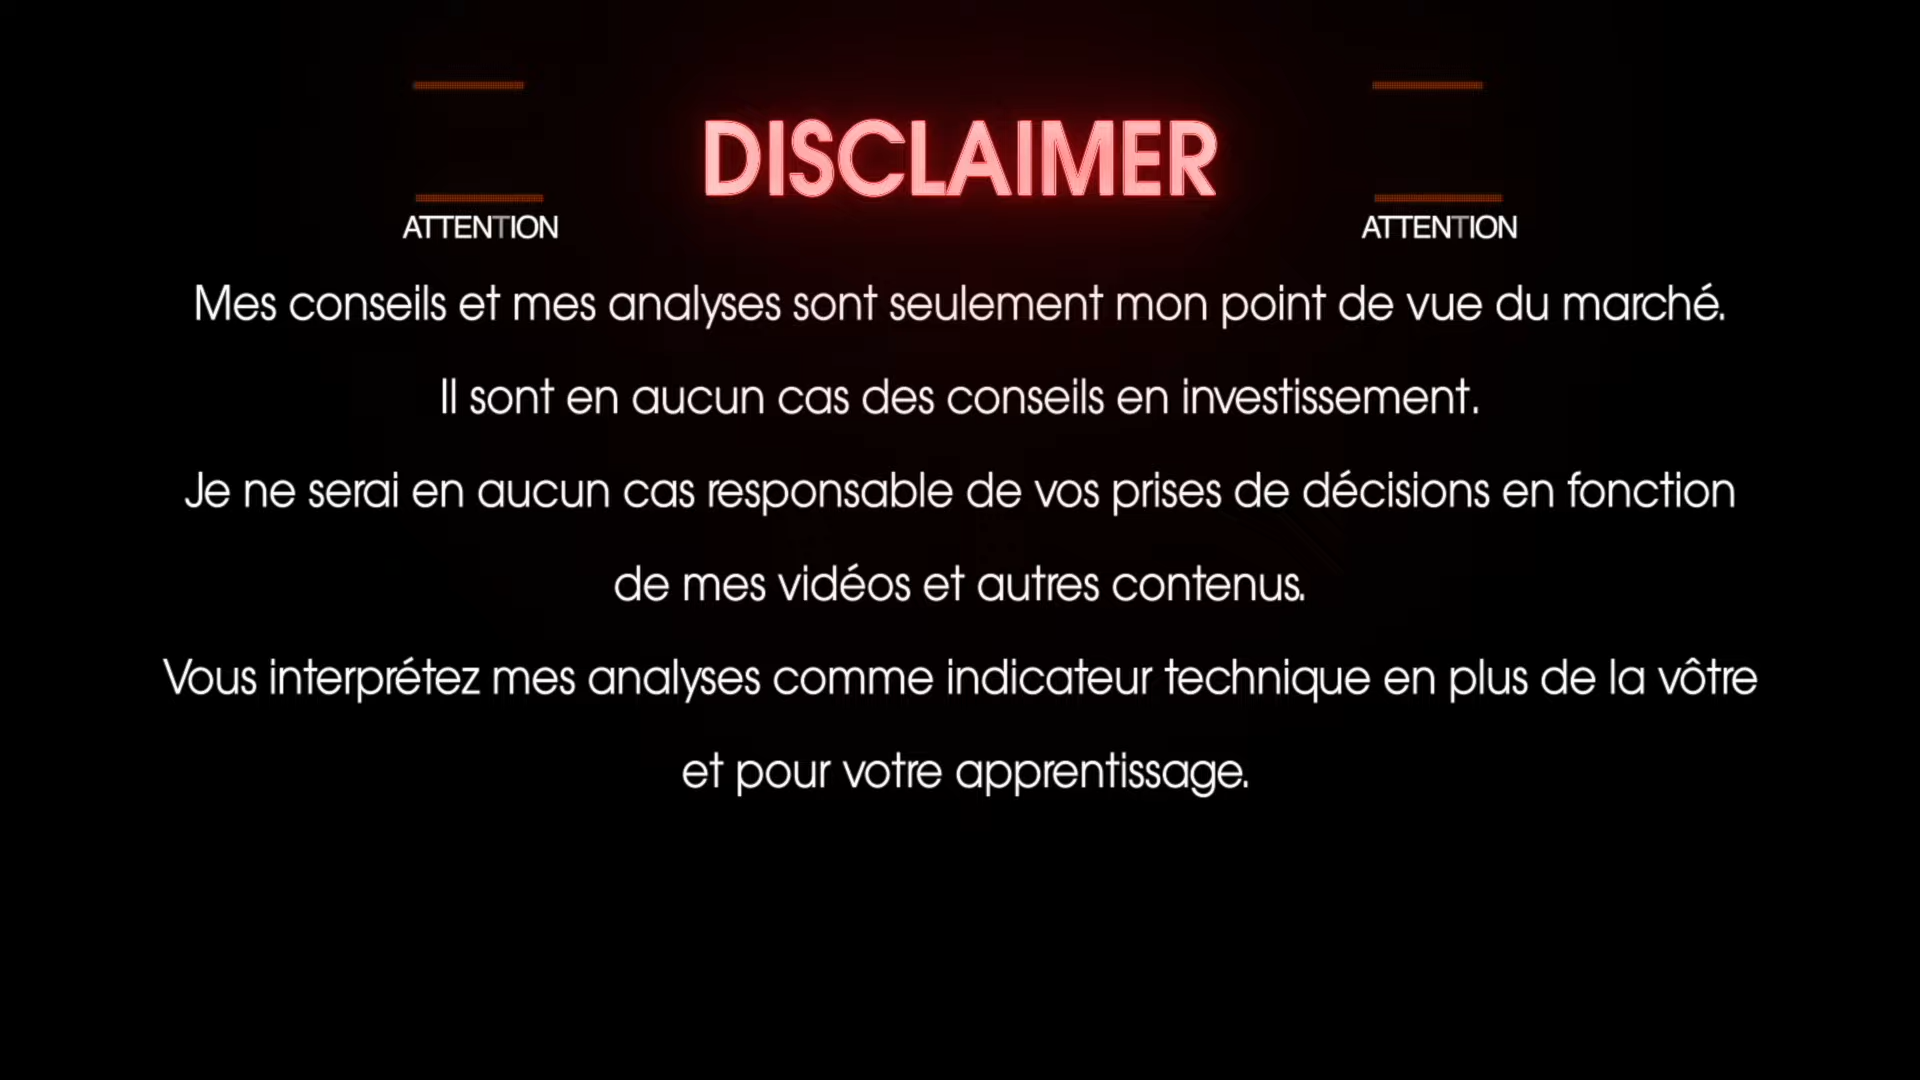 DISCLAIMER
ATTENTION ATTENTION
Mes conseils et mes analyses sont seulement mon point de vue du marché.
Il sont en aucun cas des conseils en investissement.
Je ne serai en aucun cas responsable de vos prises de décisions en fonction
de mes vidéos et autres contenus.
Vous interprétez mes analyses comme indicateur technique en plus de la vôtre
et pour votre apprentissage.